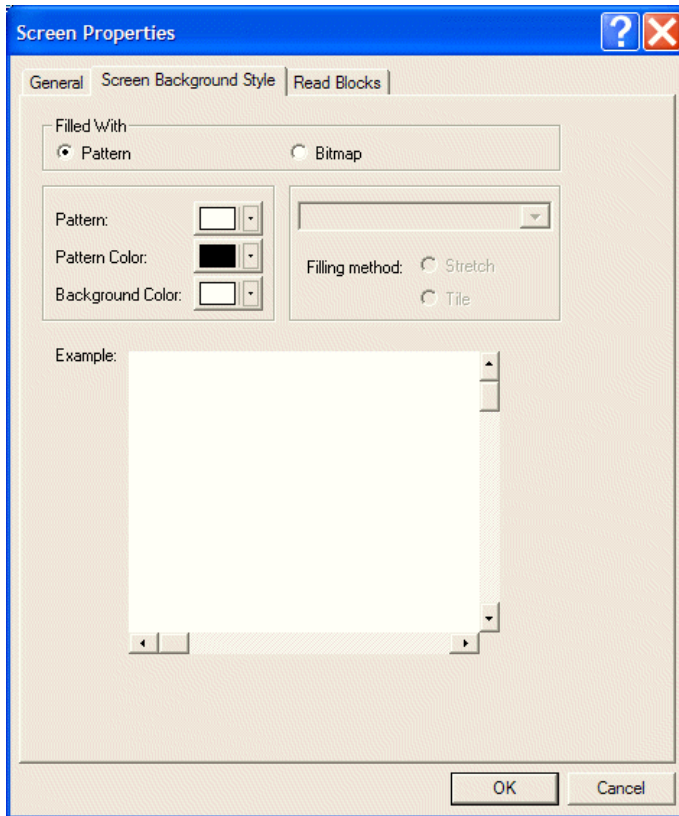 Screen Properties
General Screen Background Style Read Blocks
Filled With
Pattern Bitmap
Pattern:
Pattern Color:
Background Color:
Filling method: Stretch
Tile
Example:
OK Cancel